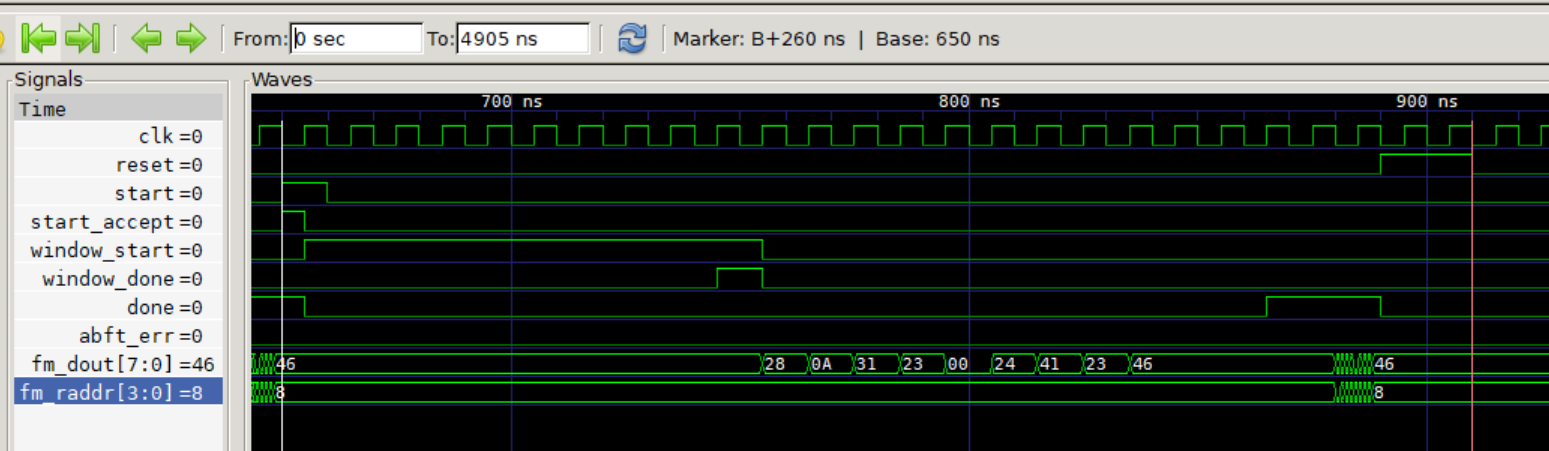 From: 0 sec To: 4905 ns Marker: B+260 ns | Base: 650 ns
Signals Waves
Time 700 ns 800 ns 900 ns
clk =0
reset =0
start =0
start_accept =0
window_start =0
window_done =0
done =0
abft_err =0
fm_dout[7:0] =46 46 28 0A 31 23 00 24 41 23 46 46
fm_raddr[3:0] =8 8 8